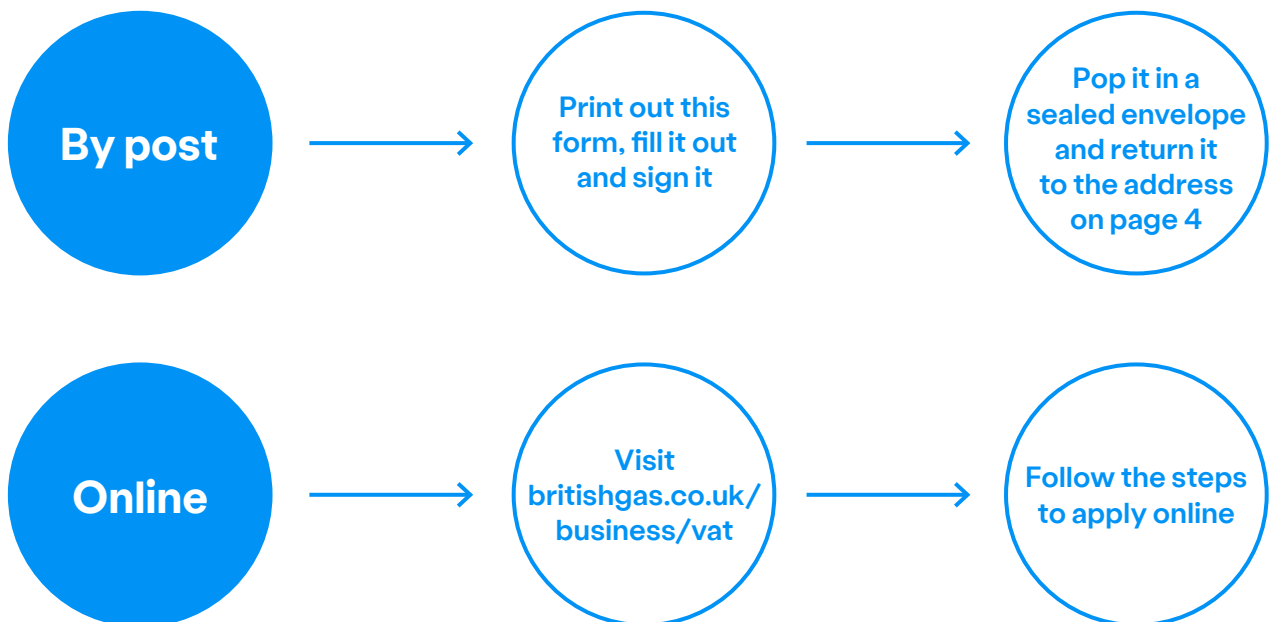 By post
Print out this
form, fill it out
and sign it
Pop it in a
sealed envelope
and return it
to the address
on page 4
Online
Visit
britishgas.co.uk/
business/vat
Follow the steps
to apply online